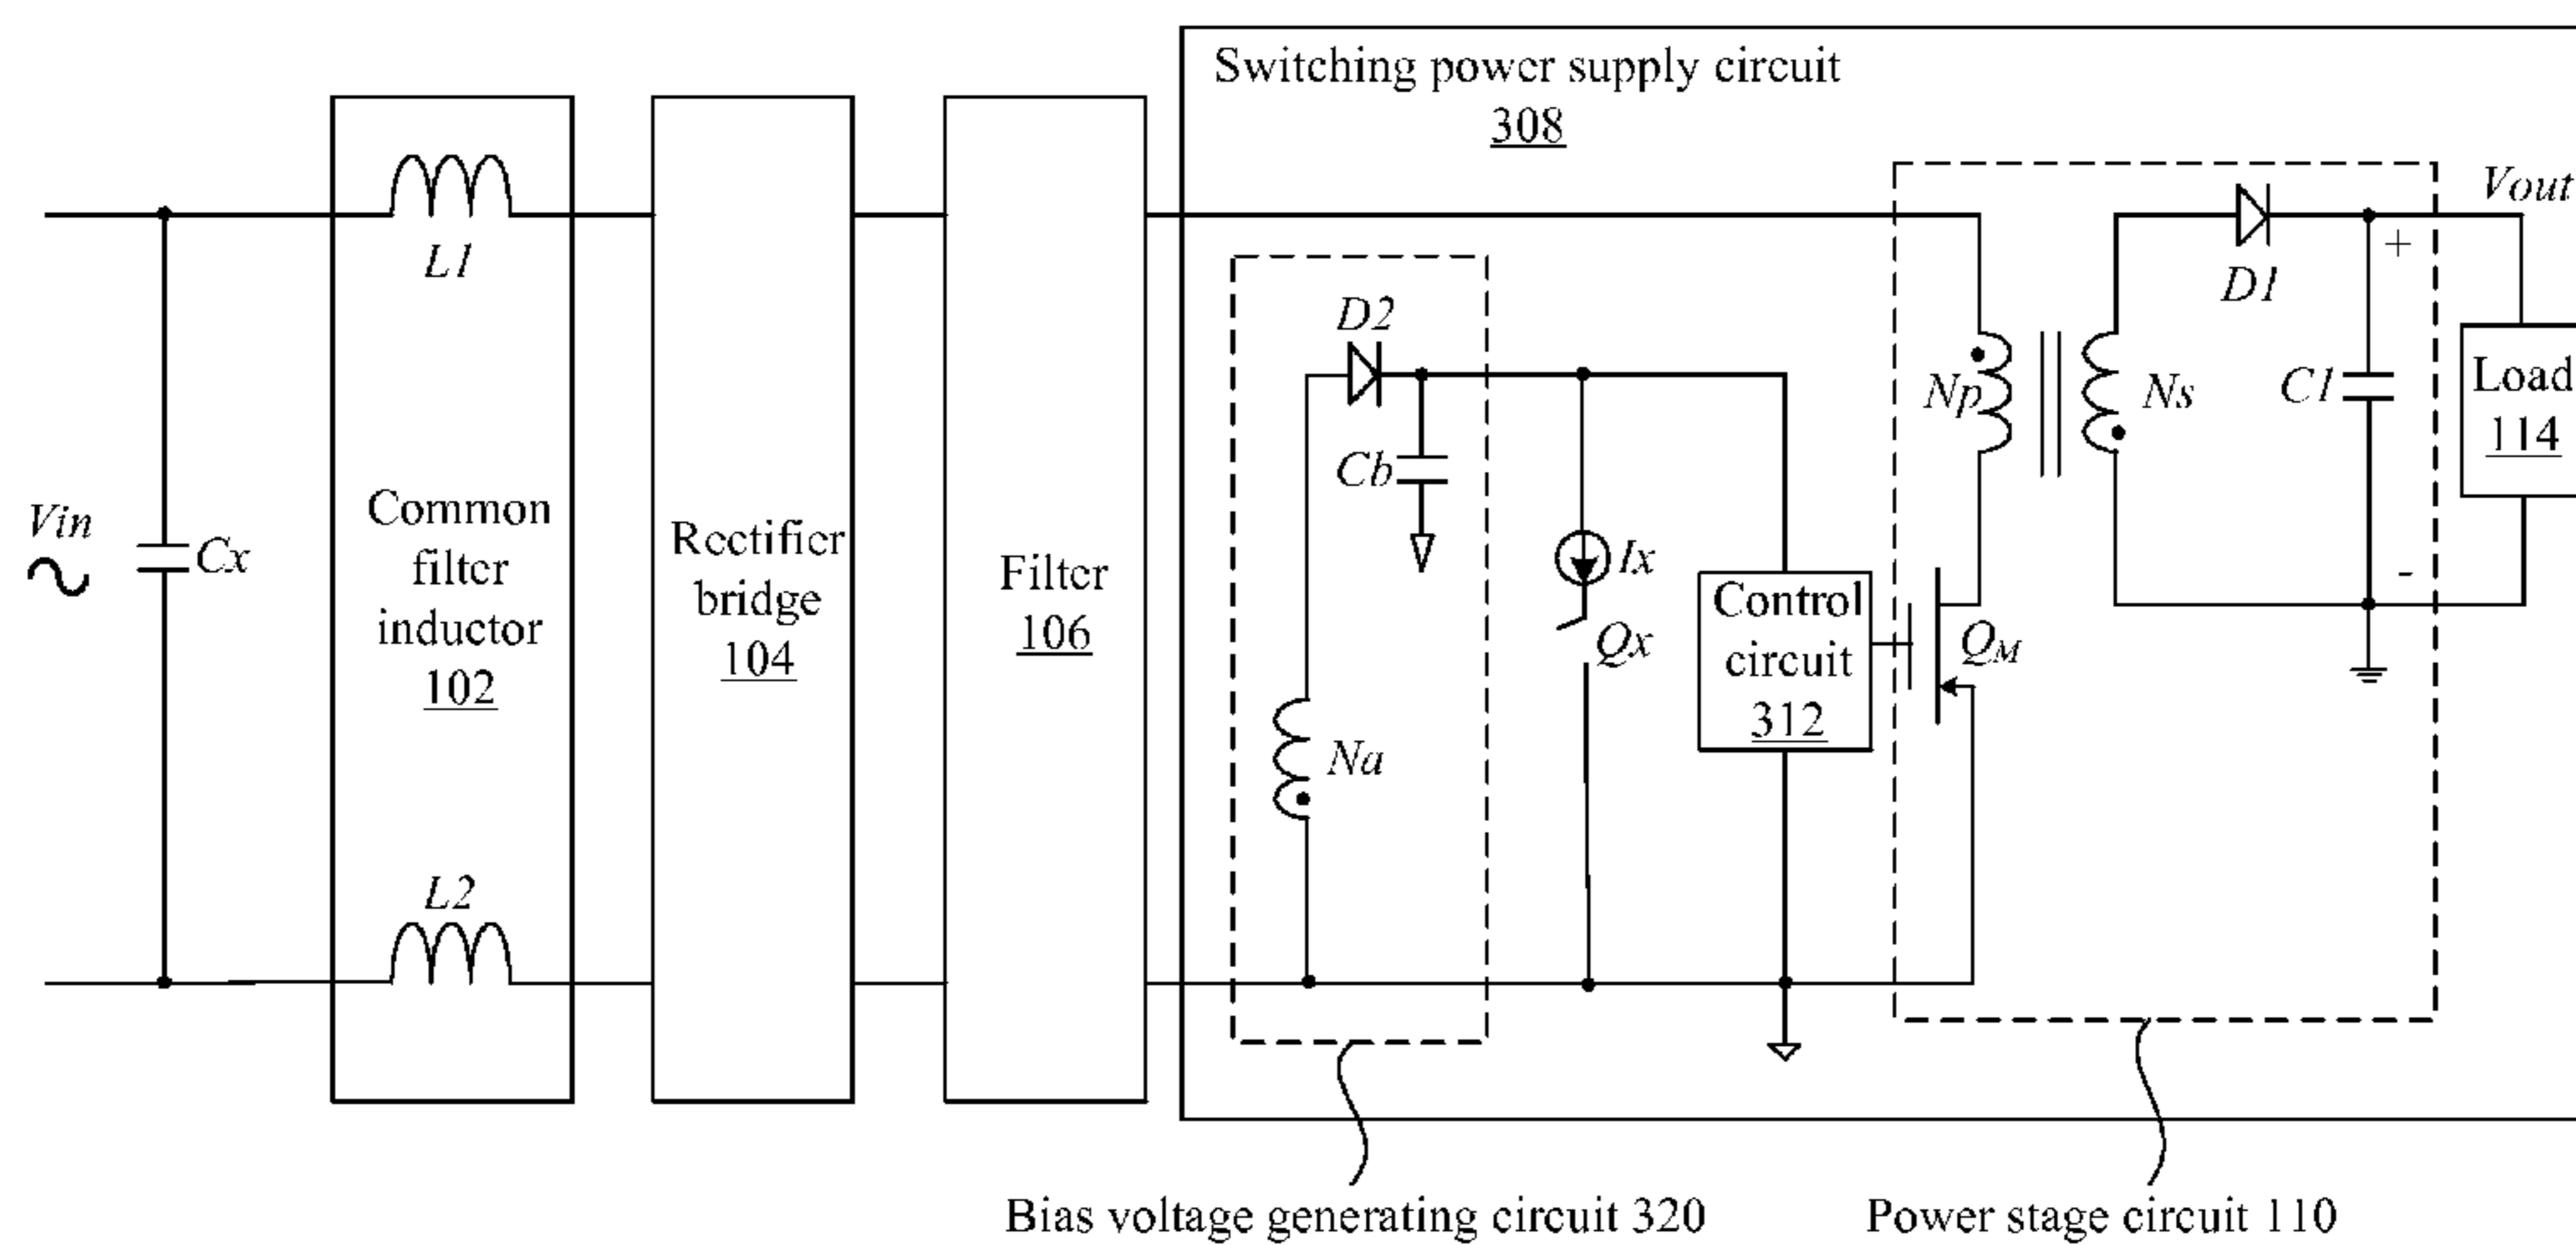 Switching power supply circuit
308
Vin
Cx
L1
Common
filter
inductor
102
L2
Rectifier
bridge
104
Filter
106
D2
Cb
Na
Ix
Qx
Control
circuit
312
QM
Np
Ns
D1
C1
+
-
Vout
Load
114
Bias voltage generating circuit 320
Power stage circuit 110